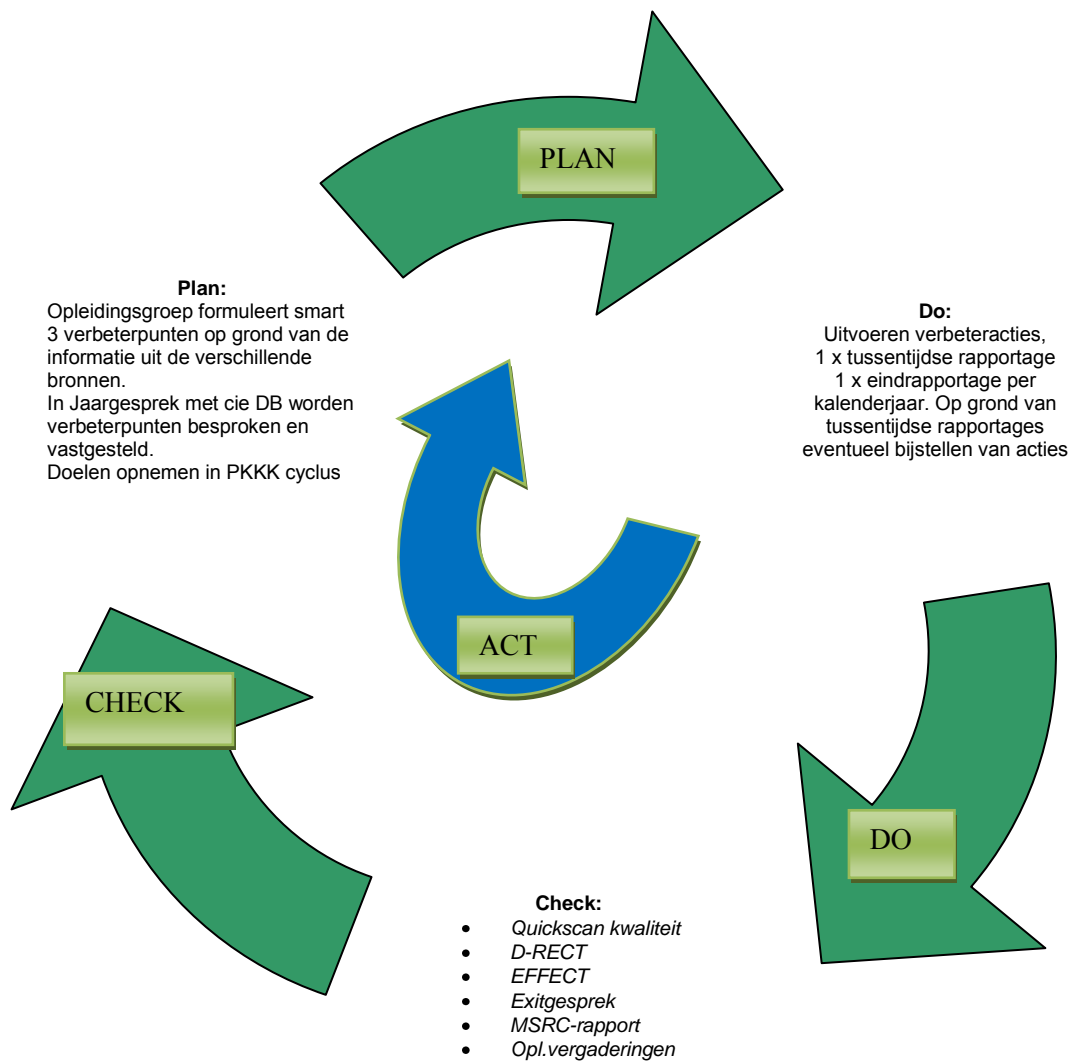 PLAN
Plan:
Opleidingsgroep formuleert smart
3 verbeterpunten op grond van de
informatie uit de verschillende
bronnen.
In Jaargesprek met cie DB worden
verbeterpunten besproken en
vastgesteld.
Doelen opnemen in PKKK cyclus
Do:
Uitvoeren verbeteracties,
1 x tussentijdse rapportage
1 x eindrapportage per
kalenderjaar. Op grond van
tussentijdse rapportages
eventueel bijstellen van acties
ACT
CHECK
DO
Check:
• Quickscan kwaliteit
• D-RECT
• EFFECT
• Exitgesprek
• MSRC-rapport
• Opl.vergaderingen